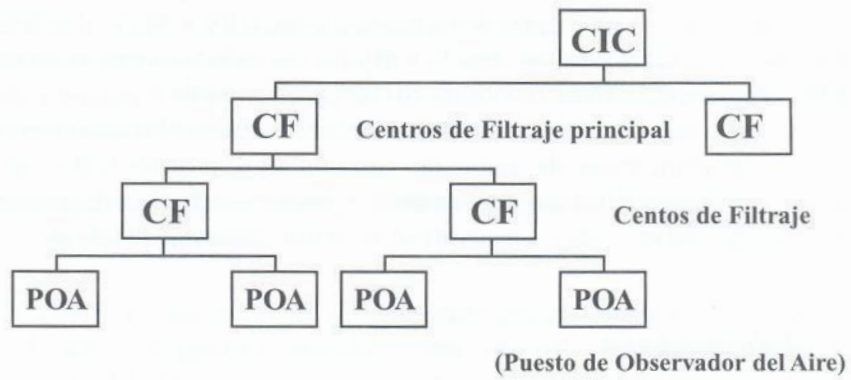 CIC
CF Centros de Filtraje principal CF
CF CF Centos de Filtraje
POA POA POA POA
(Puesto de Observador del Aire)